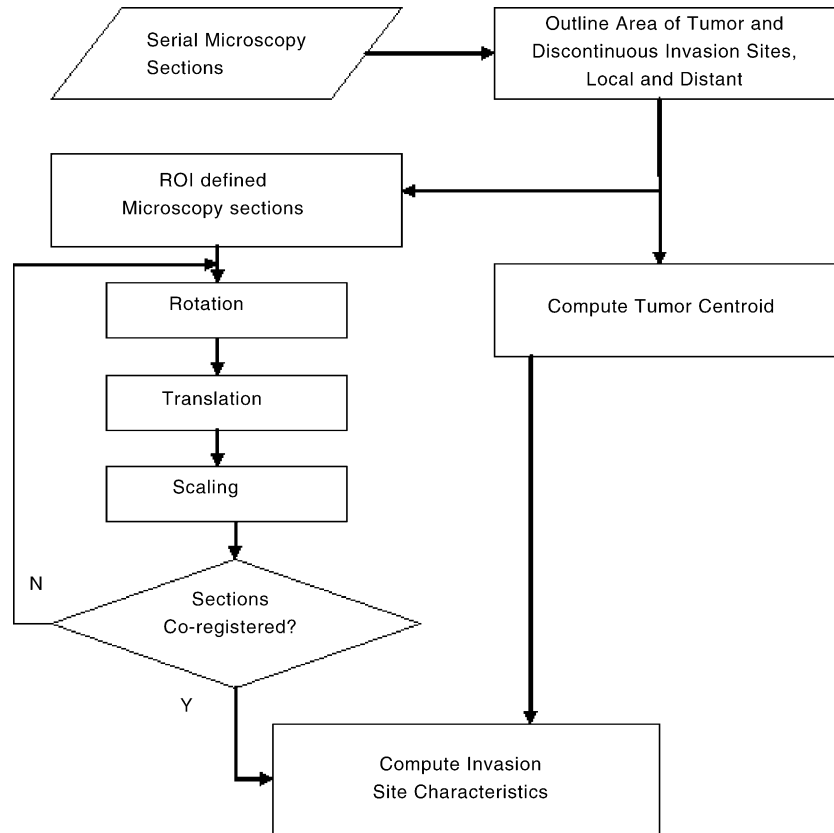 Serial Microscopy
Sections
Outline Area of Tumor and
Discontinuous Invasion Sites,
Local and Distant
ROI defined
Microscopy sections
Rotation
Compute Tumor Centroid
Translation
Scaling
N
Sections
Co-registered?
Y
Compute Invasion
Site Characteristics